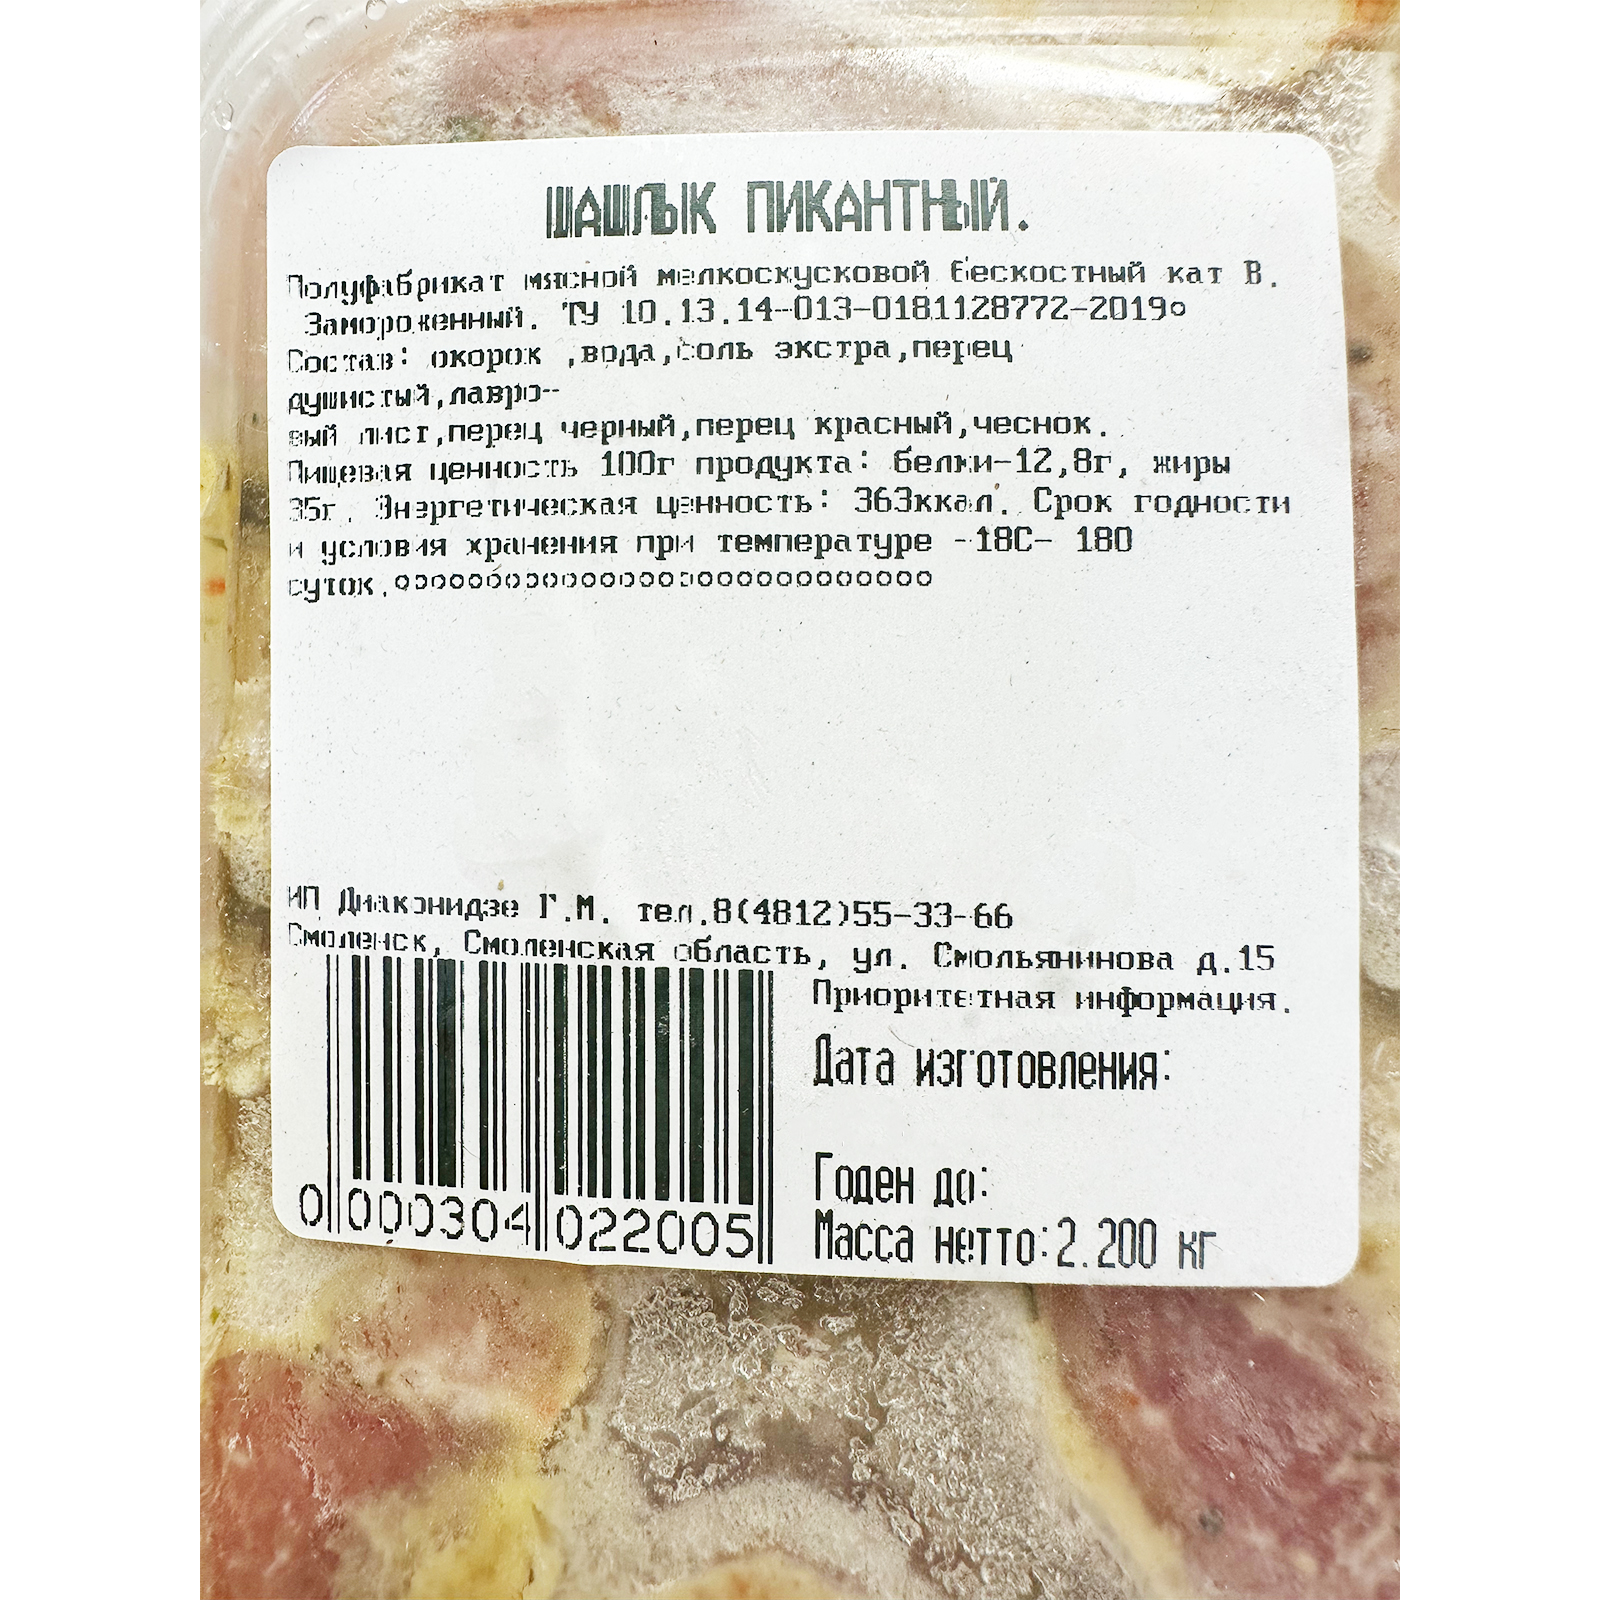 ШАШЛЫК ПИКАНТНЫЙ.
Полуфабрикат мясной мелкоскусковой бескостный кат В.
Замороженный. ТУ 10.13.14-013-0181128772-2019°
Состав: окорок ,вода,соль экстра,перец
душистый,лавро-
вый лист,перец черный,перец красный,чеснок.
Пищевая ценность 100г продукта: белки-12,8г, жиры
35г. Энергетическая ценность: 363ккал. Срок годности
и условия хранения при температуре -18С- 180
суток.°°°°°°°°°°°°°°°°°°°°°°°°°°°°°
ИП Диаконидзе Г.М. тел.8(4812)55-33-66
Смоленск, Смоленская область, ул. Смольянинова д.15
Приоритетная информация.
Дата изготовления:
Годен до:
Масса нетто:2.200 кг
0 000304 022005